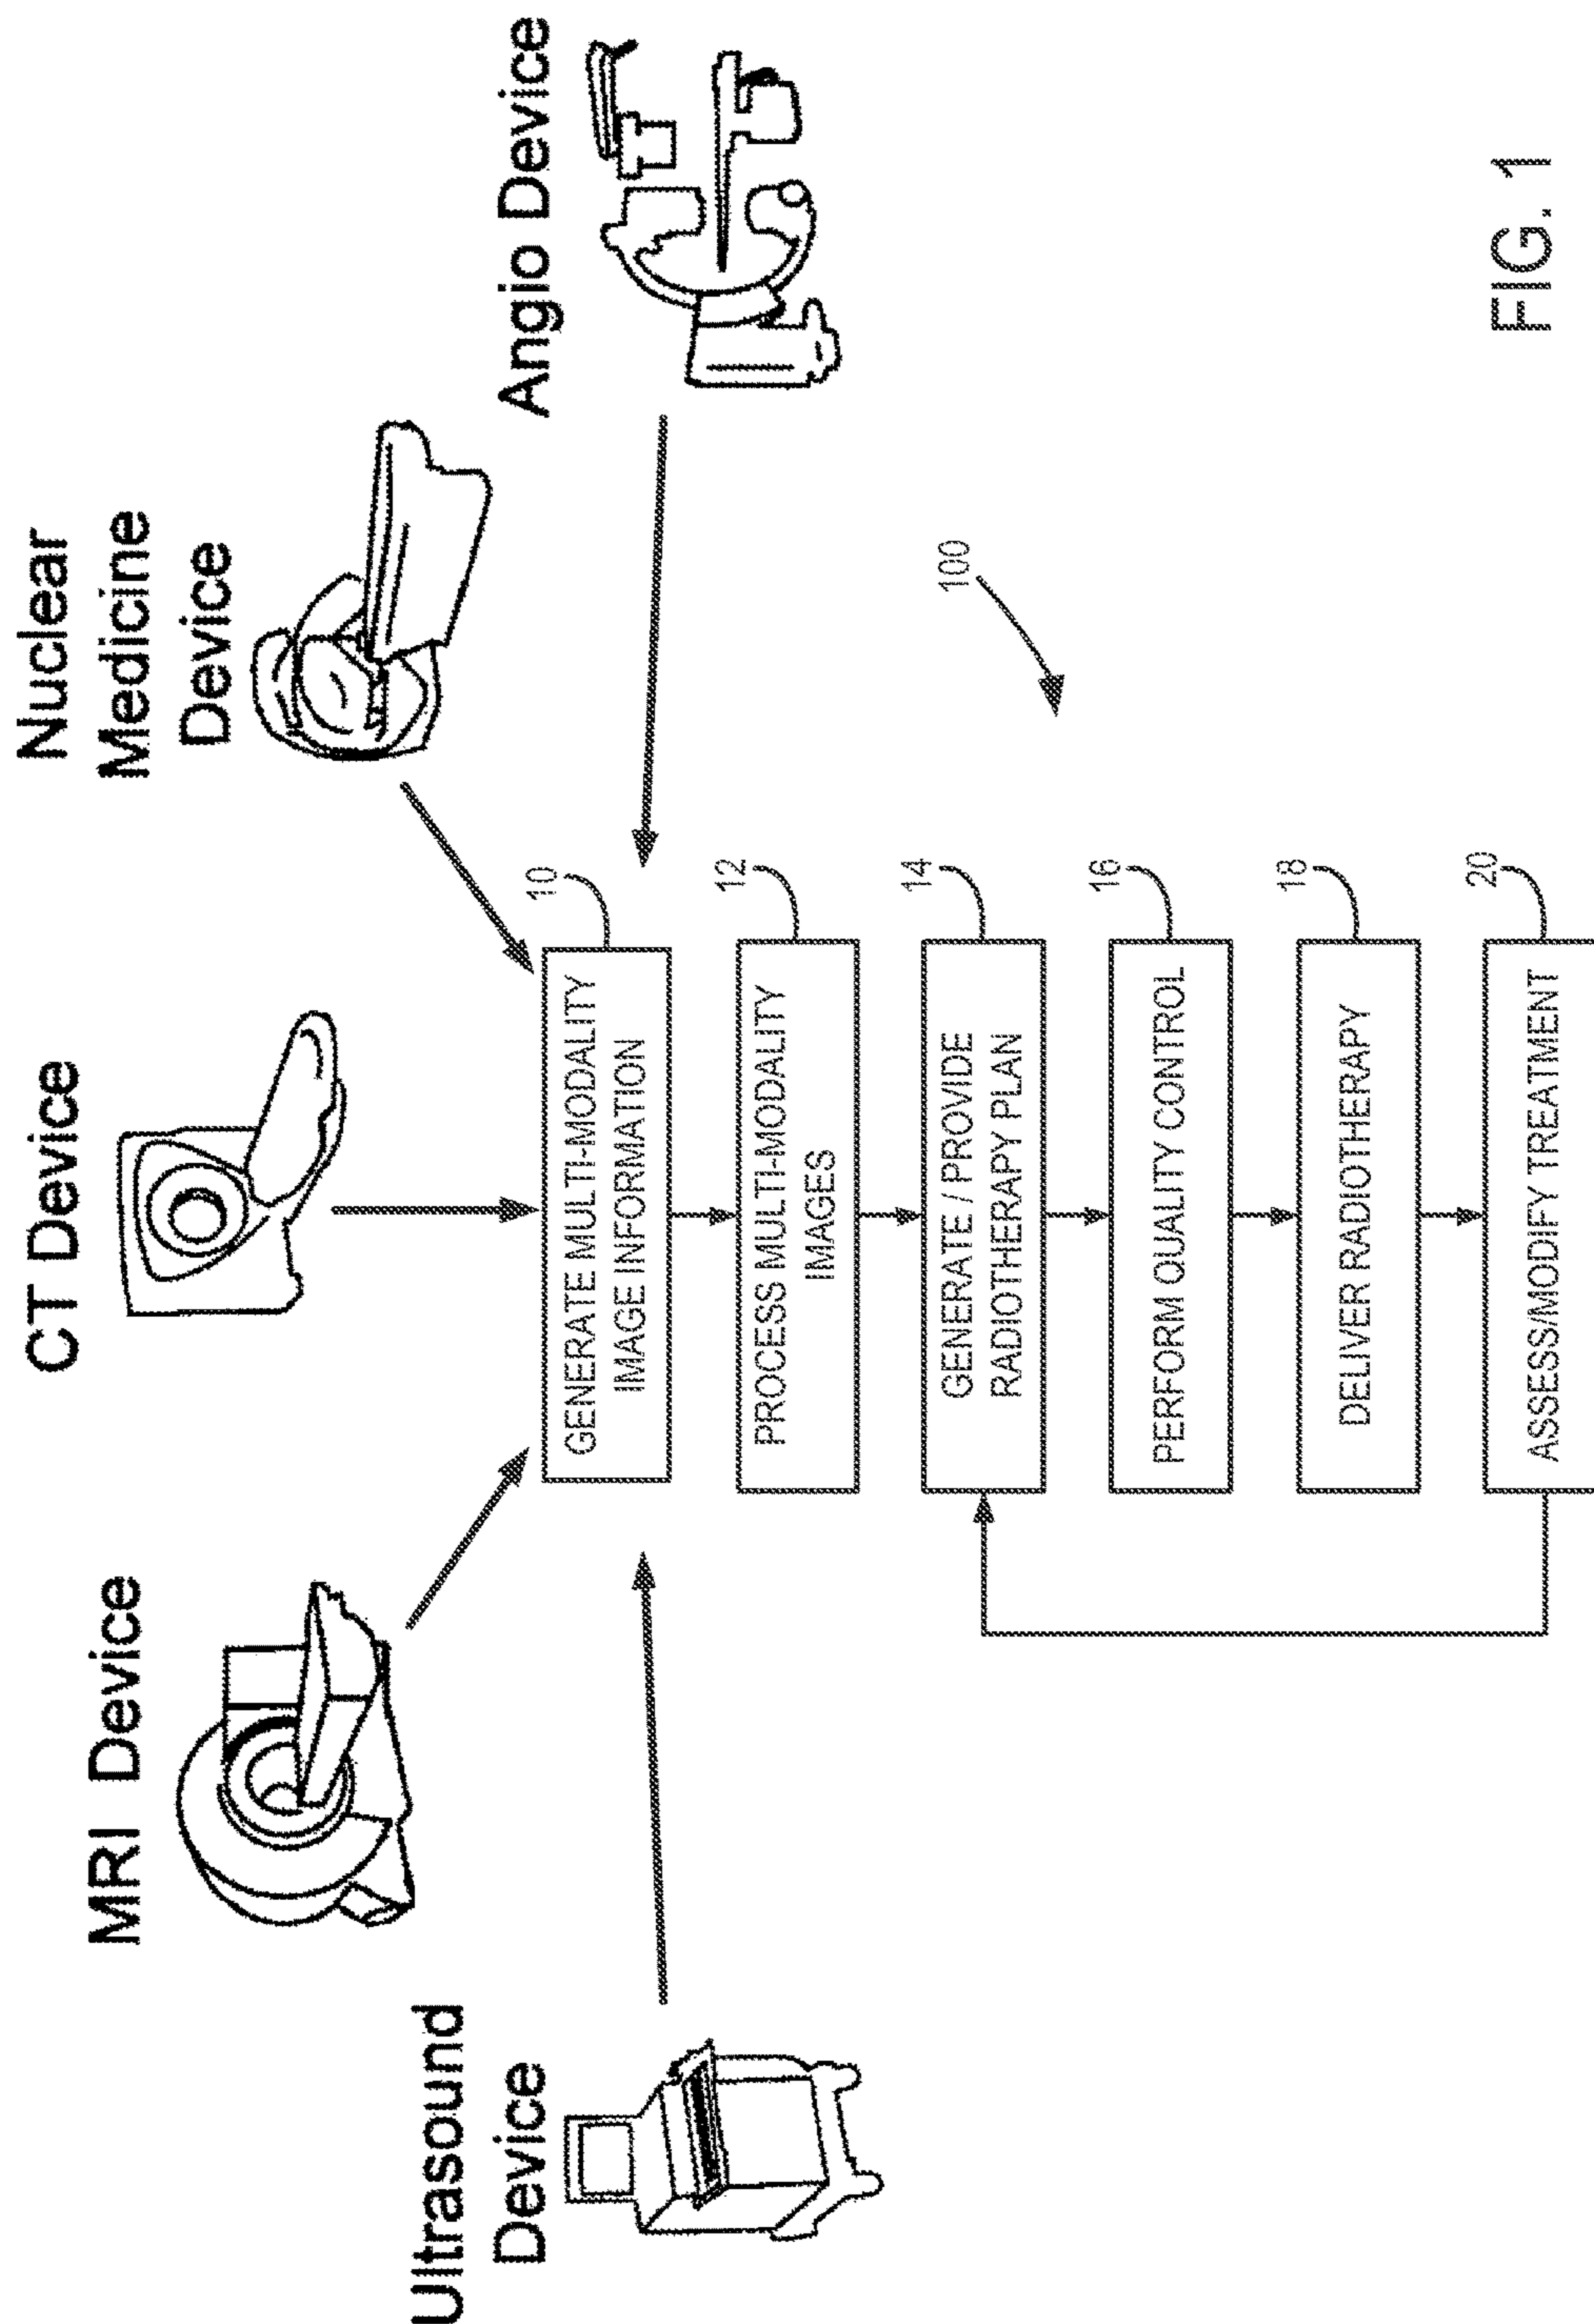 Ultrasound
Device
MRI Device
CT Device
Nuclear
Medicine
Device
Angio Device
10
GENERATE MULTI-MODALITY
IMAGE INFORMATION
12
PROCESS MULTI-MODALITY
IMAGES
100
14
GENERATE / PROVIDE
RADIOTHERAPY PLAN
16
PERFORM QUALITY CONTROL
18
DELIVER RADIOTHERAPY
20
ASSESS/MODIFY TREATMENT
FIG. 1